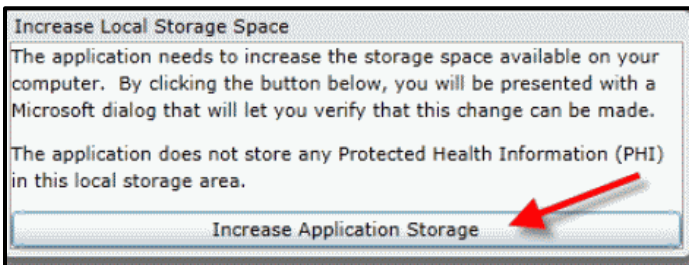 Increase Local Storage Space
The application needs to increase the storage space available on your
computer.  By clicking the button below, you will be presented with a
Microsoft dialog that will let you verify that this change can be made.
The application does not store any Protected Health Information (PHI)
in this local storage area.
Increase Application Storage